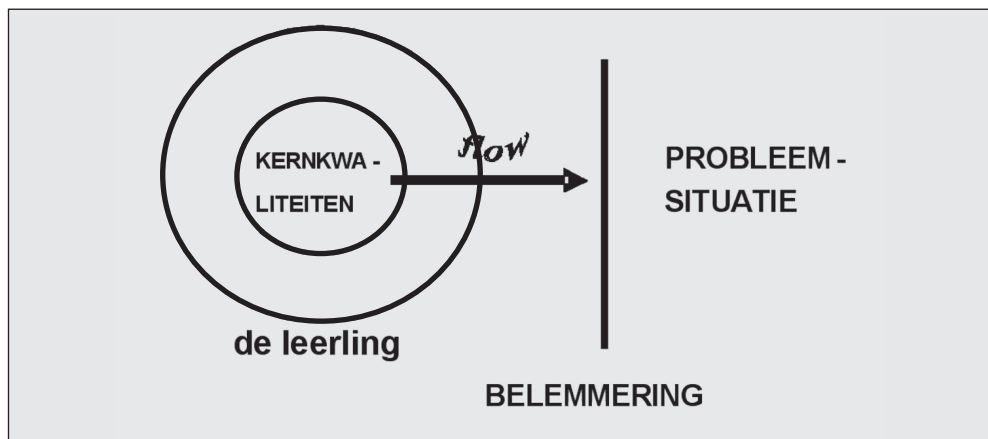 KERNKWA -
LITEITEN
flow
PROBLEEM -
SITUATIE
de leerling
BELEMMERING